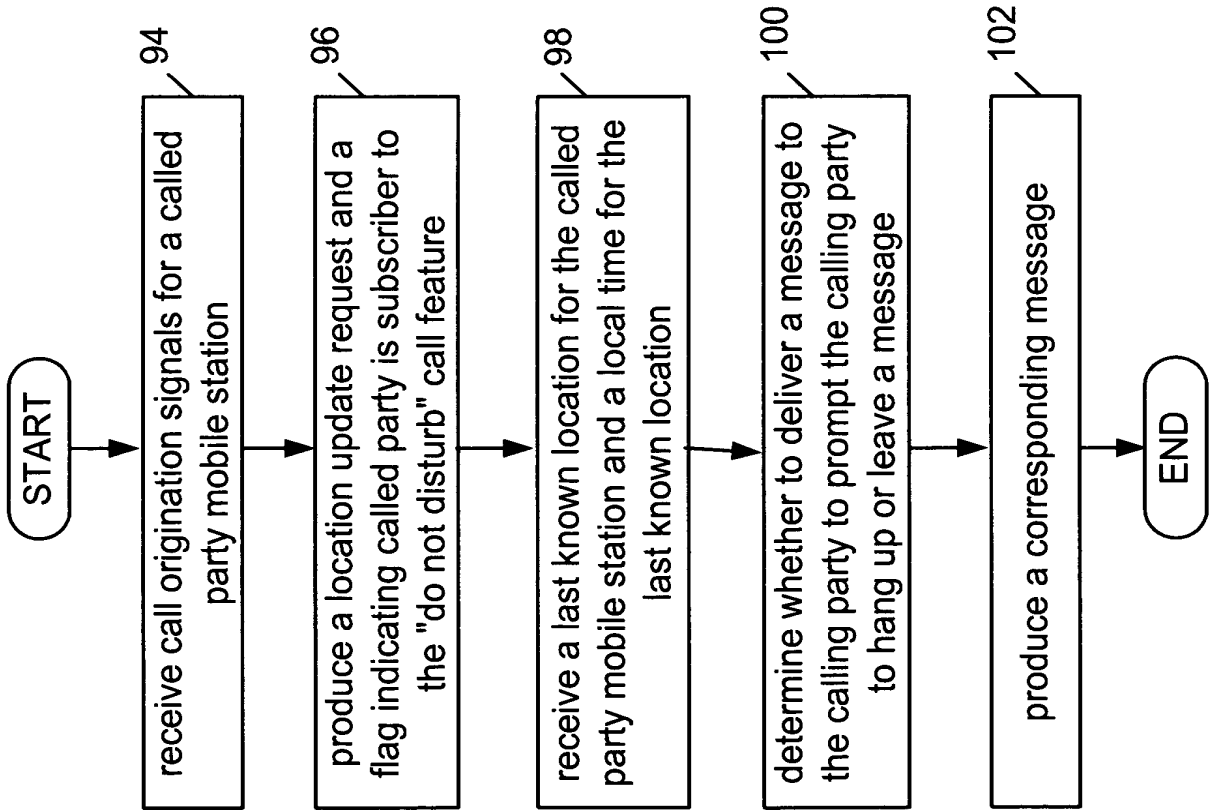 START
94
receive call origination signals for a called
party mobile station
96
produce a location update request and a
flag indicating called party is subscriber to
the "do not disturb" call feature
98
receive a last known location for the called
party mobile station and a local time for the
last known location
100
determine whether to deliver a message to
the calling party to prompt the calling party
to hang up or leave a message
102
produce a corresponding message
END